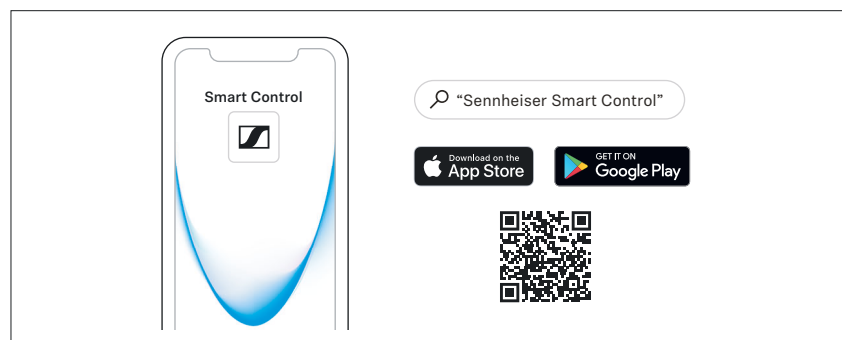 Smart Control
“Sennheiser Smart Control”
Download on the
App Store
GET IT ON
Google Play